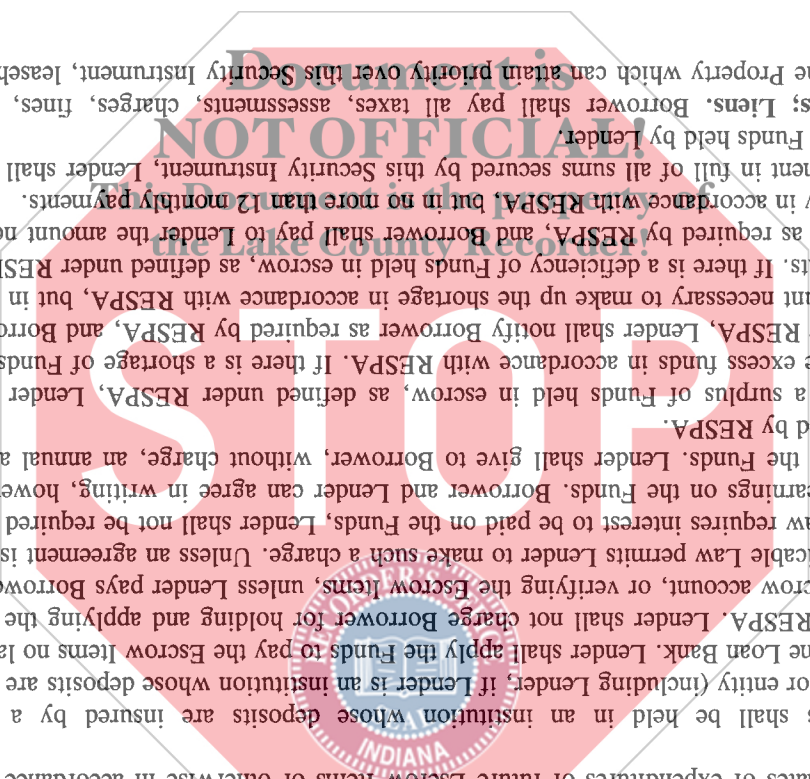 Document is
NOT OFFICIAL!
This Document is the property of
the Lake County Recorder!
STOP
INDIANA
ates of expenditures of future Escrow Items or otherwise in accordance
s shall be held in an institution whose deposits are insured by a
or entity (including Lender, if Lender is an institution whose deposits are
ne Loan Bank. Lender shall apply the Funds to pay the Escrow Items no la
RESPA. Lender shall not charge Borrower for holding and applying the
crow account, or verifying the Escrow Items, unless Lender pays Borrowe
icable Law permits Lender to make such a charge. Unless an agreement is
aw requires interest to be paid on the Funds, Lender shall not be required
earnings on the Funds. Borrower and Lender can agree in writing, howe
the Funds. Lender shall give to Borrower, without charge, an annual a
d by RESPA.
a surplus of Funds held in escrow, as defined under RESPA, Lender
e excess funds in accordance with RESPA. If there is a shortage of Funds
RESPA, Lender shall notify Borrower as required by RESPA, and Borro
unt necessary to make up the shortage in accordance with RESPA, but in
ts. If there is a deficiency of Funds held in escrow, as defined under RES
as required by RESPA, and Borrower shall pay to Lender the amount ne
y in accordance with RESPA, but in no more than 12 monthly payments.
ent in full of all sums secured by this Security Instrument, Lender shall
Funds held by Lender.
s; Liens. Borrower shall pay all taxes, assessments, charges, fines,
he Property which can attain priority over this Security Instrument, leaseh